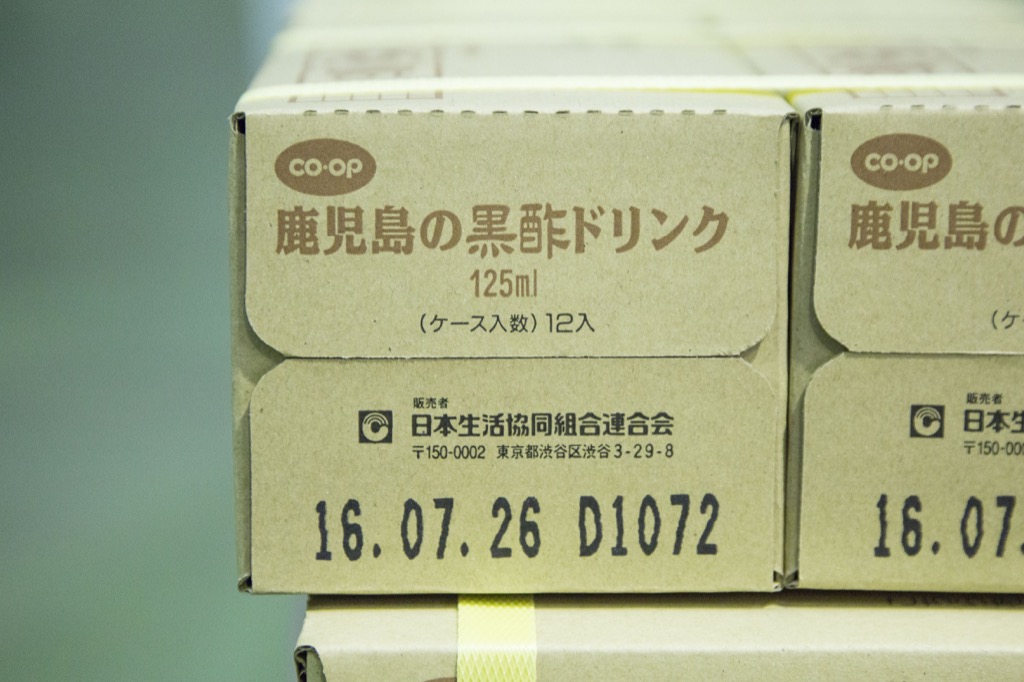 CO·OP
鹿児島の黒酢ドリンク
125ml
(ケース入数)12入
販売者
日本生活協同組合連合会
〒150-0002 東京都渋谷区渋谷3-29-8
16.07.26 D1072
CO·OP
鹿児島の
(ケ
販売者
日本生
〒150-00
16.07.